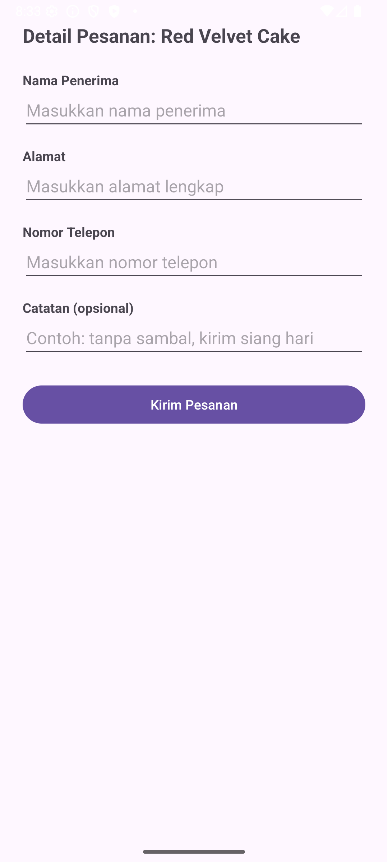 Detail Pesanan: Red Velvet Cake
Nama Penerima
Masukkan nama penerima
Alamat
Masukkan alamat lengkap
Nomor Telepon
Masukkan nomor telepon
Catatan (opsional)
Contoh: tanpa sambal, kirim siang hari
Kirim Pesanan